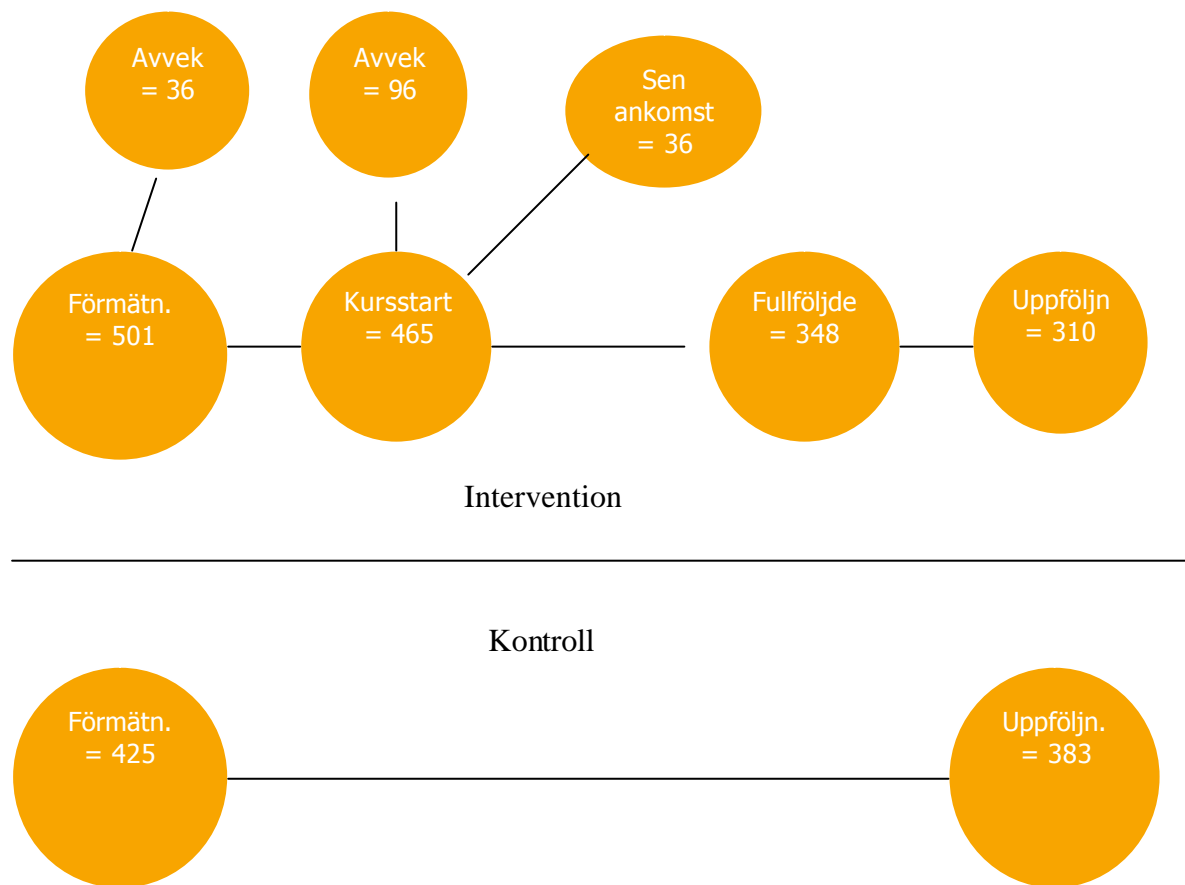 Avvek
= 36
Avvek
= 96
Sen
ankomst
= 36
Förmätn.
= 501
Kursstart
= 465
Fullföljde
= 348
Uppföljn
= 310
Intervention
Kontroll
Förmätn.
= 425
Uppföljn.
= 383